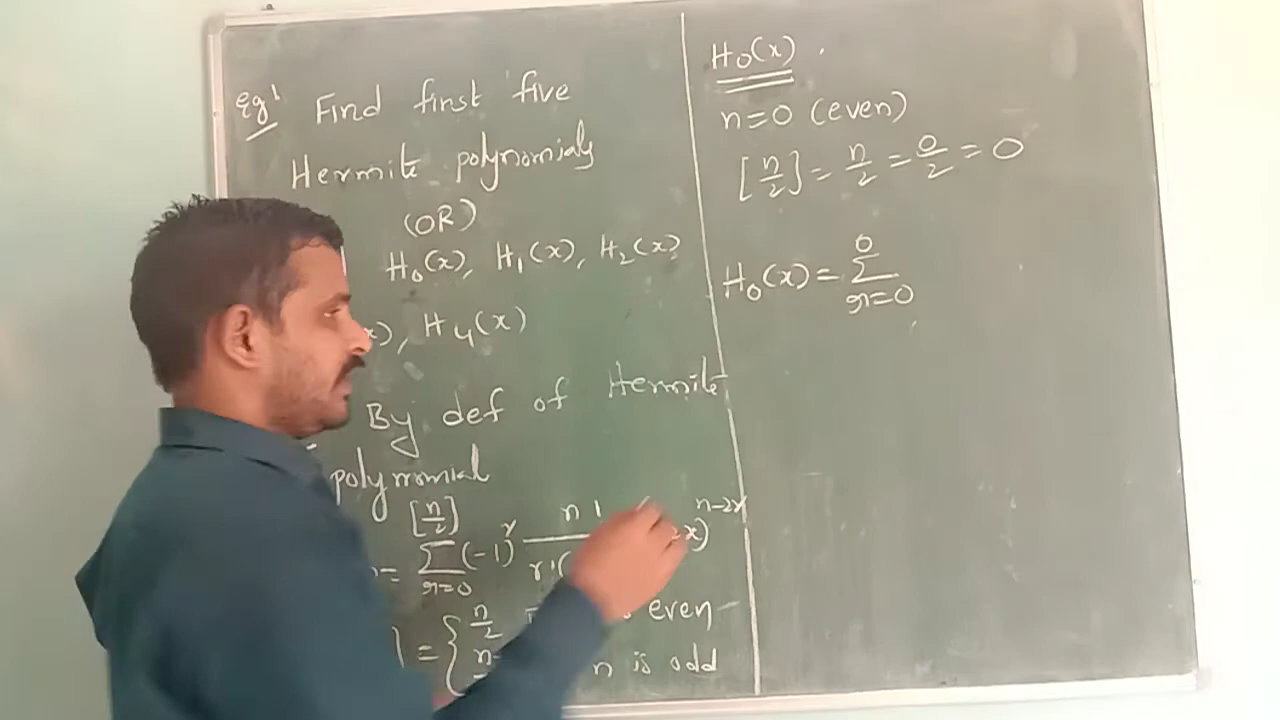 Eg! Find first five
Hermite polynomials
(OR)
H₀(x), H₁(x), H₂(x),
x), H₄(x)
By def of Hermite
polynomial
= [n/2] Σ r=0 (-1)^r n! r!( x)^n-2r
= { n/2 even
n- n is odd
H₀(x).
n=0 (even)
[n/2] = n/2 = 0/2 = 0
H₀(x) = 0 Σ r=0